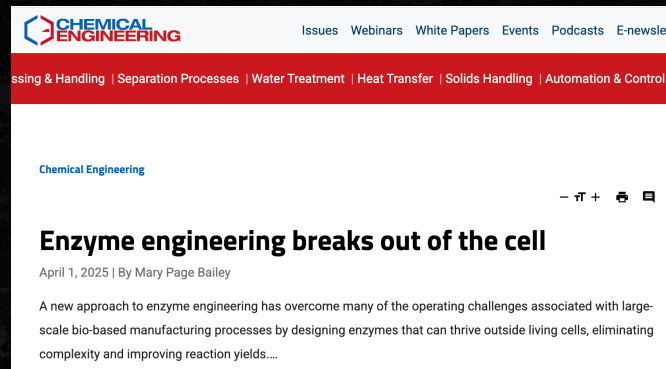 CHEMICAL
ENGINEERING
Issues Webinars White Papers Events Podcasts E-newsle
ssing & Handling | Separation Processes | Water Treatment | Heat Transfer | Solids Handling | Automation & Control
Chemical Engineering
− TT +
Enzyme engineering breaks out of the cell
April 1, 2025 | By Mary Page Bailey
A new approach to enzyme engineering has overcome many of the operating challenges associated with large-
scale bio-based manufacturing processes by designing enzymes that can thrive outside living cells, eliminating
complexity and improving reaction yields.…